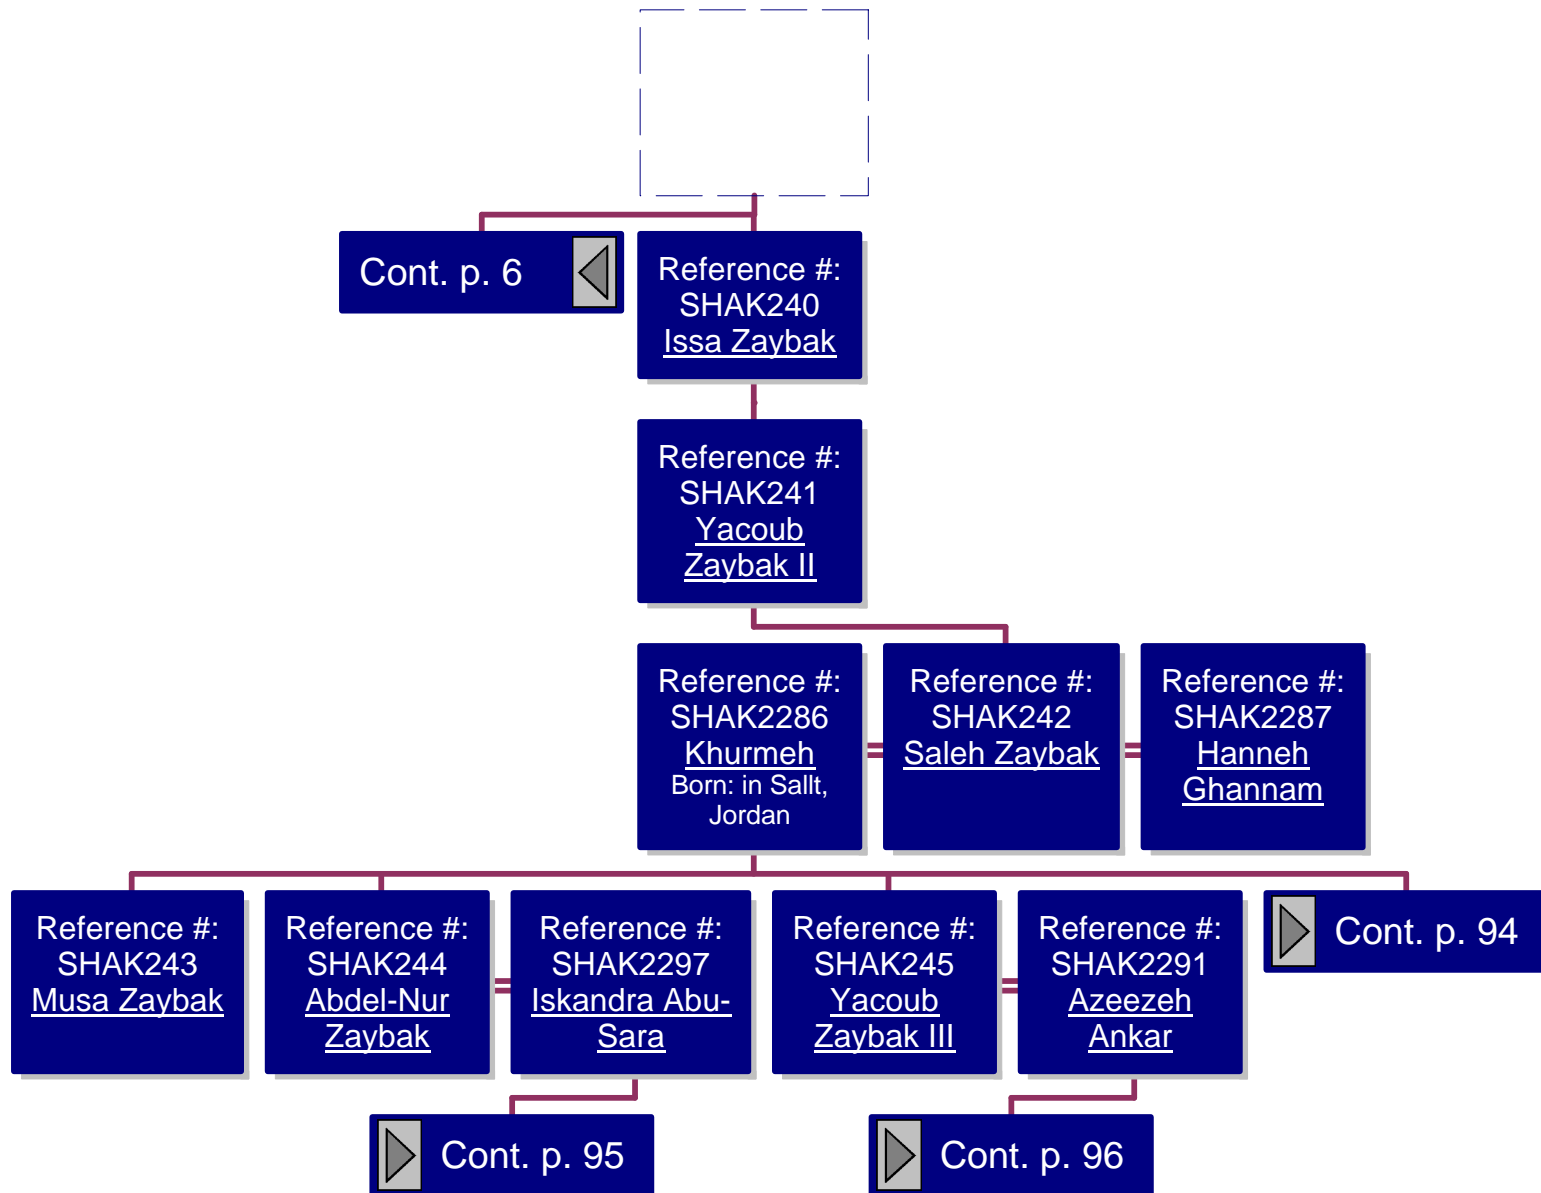 Cont. p. 6
Reference #:
SHAK240
Issa Zaybak
Reference #:
SHAK241
Yacoub
Zaybak II
Reference #:
SHAK2286
Khurmeh
Born: in Sallt,
Jordan
Reference #:
SHAK242
Saleh Zaybak
Reference #:
SHAK2287
Hanneh
Ghannam
Reference #:
SHAK243
Musa Zaybak
Reference #:
SHAK244
Abdel-Nur
Zaybak
Reference #:
SHAK2297
Iskandra Abu-
Sara
Reference #:
SHAK245
Yacoub
Zaybak III
Reference #:
SHAK2291
Azeezeh
Ankar
Cont. p. 94
Cont. p. 95
Cont. p. 96